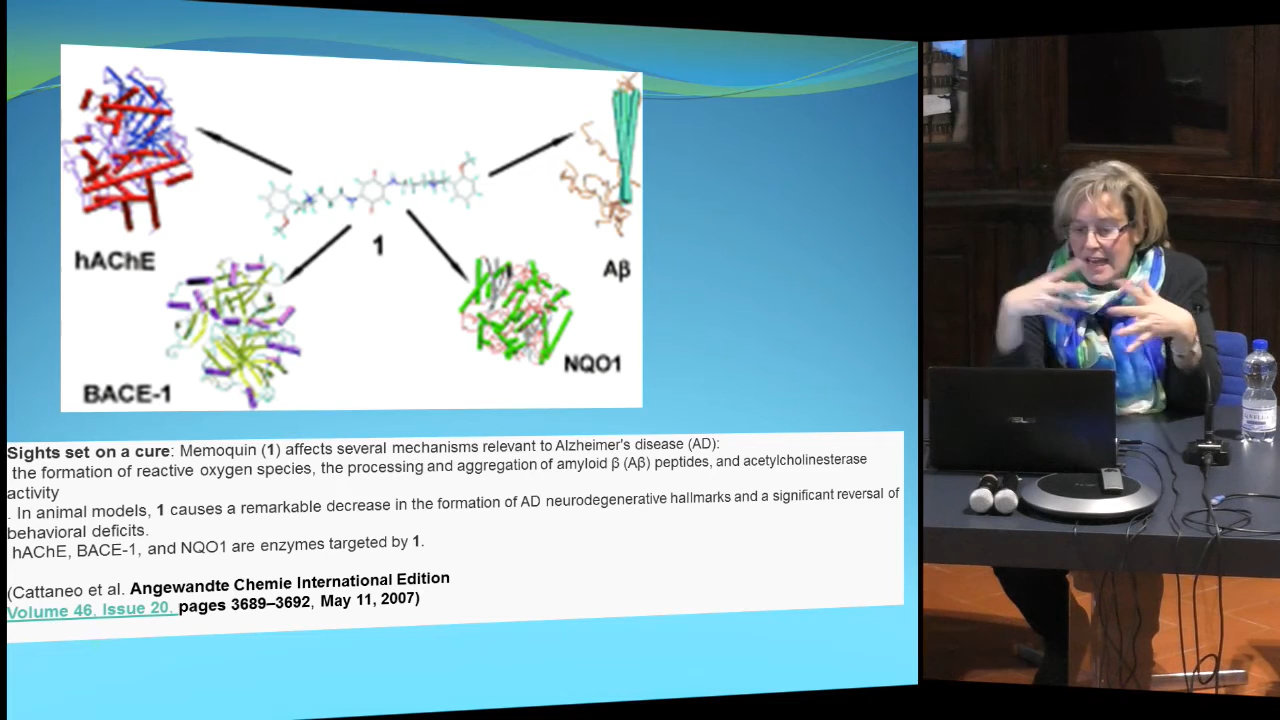 hAChE
1
Aβ
BACE-1
NQO1
Sights set on a cure: Memoquin (1) affects several mechanisms relevant to Alzheimer's disease (AD):
the formation of reactive oxygen species, the processing and aggregation of amyloid β (Aβ) peptides, and acetylcholinesterase
activity
. In animal models, 1 causes a remarkable decrease in the formation of AD neurodegenerative hallmarks and a significant reversal of
behavioral deficits.
hAChE, BACE-1, and NQO1 are enzymes targeted by 1.
(Cattaneo et al. Angewandte Chemie International Edition
Volume 46, Issue 20, pages 3689–3692, May 11, 2007)